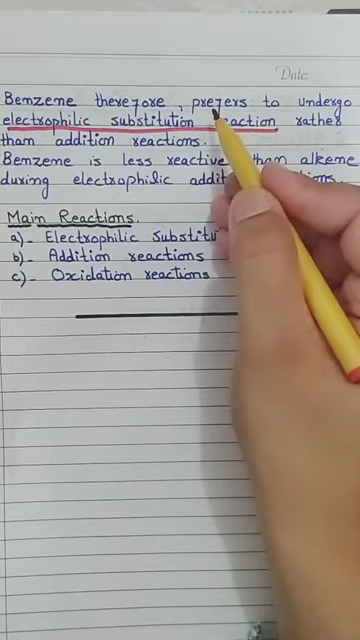 Date:
Benzene therefore, prefers to undergo
electrophilic substitution reaction rather
than addition reactions.
Benzene is less reactive than alkene
during electrophilic
Main Reactions.
a)- Electrophilic
b)- Addition reactions
c)- Oxidation reactions